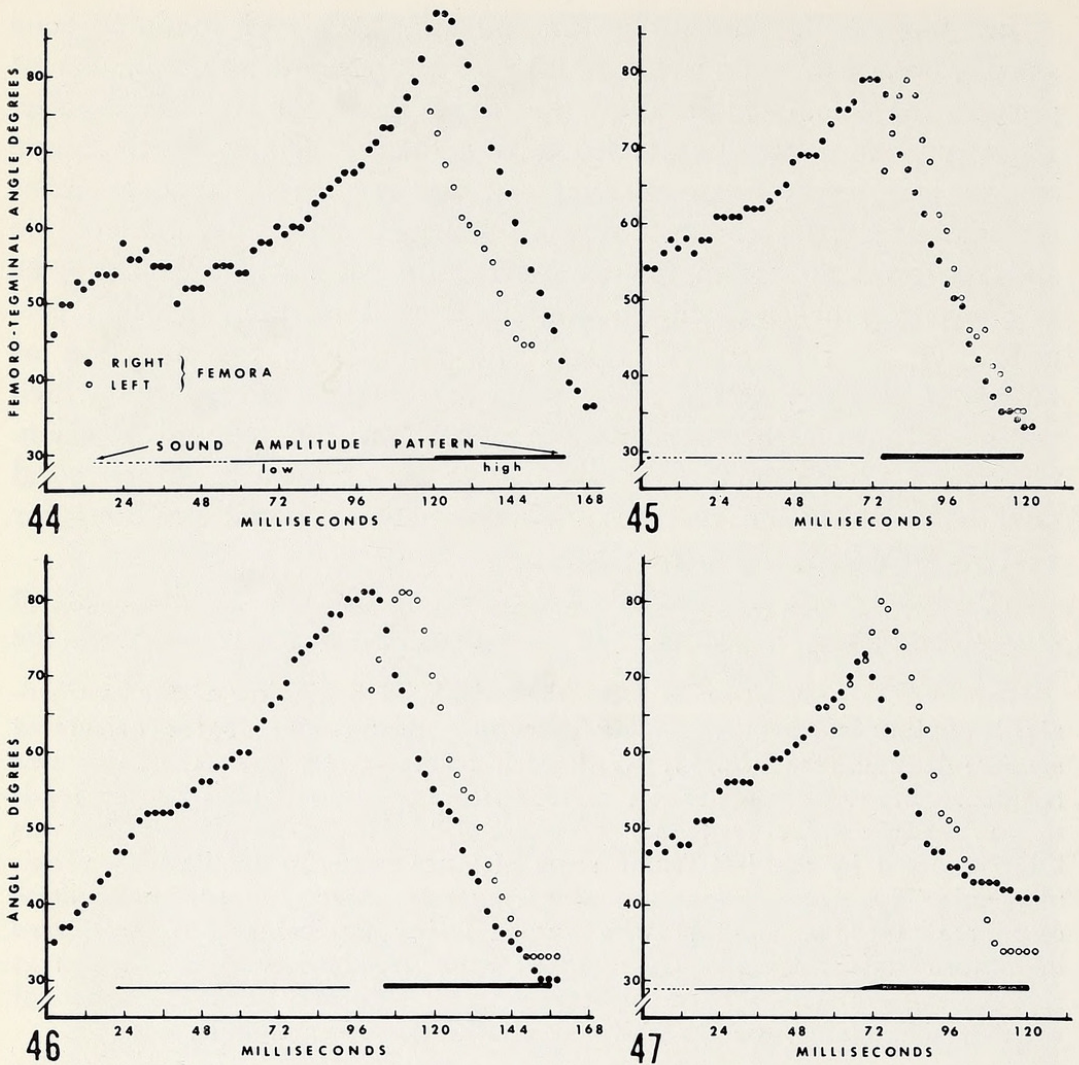 FEMORO-TEGMINAL ANGLE DEGREES
80
70
60
50
40
30
RIGHT
LEFT
} FEMORA
SOUND AMPLITUDE PATTERN
low
high
24 48 72 96 120 144 168
MILLISECONDS
44
80
70
60
50
40
30
24 48 72 96 120
MILLISECONDS
45
ANGLE DEGREES
80
70
60
50
40
30
24 48 72 96 120 144 168
MILLISECONDS
46
80
70
60
50
40
30
24 48 72 96 120
MILLISECONDS
47